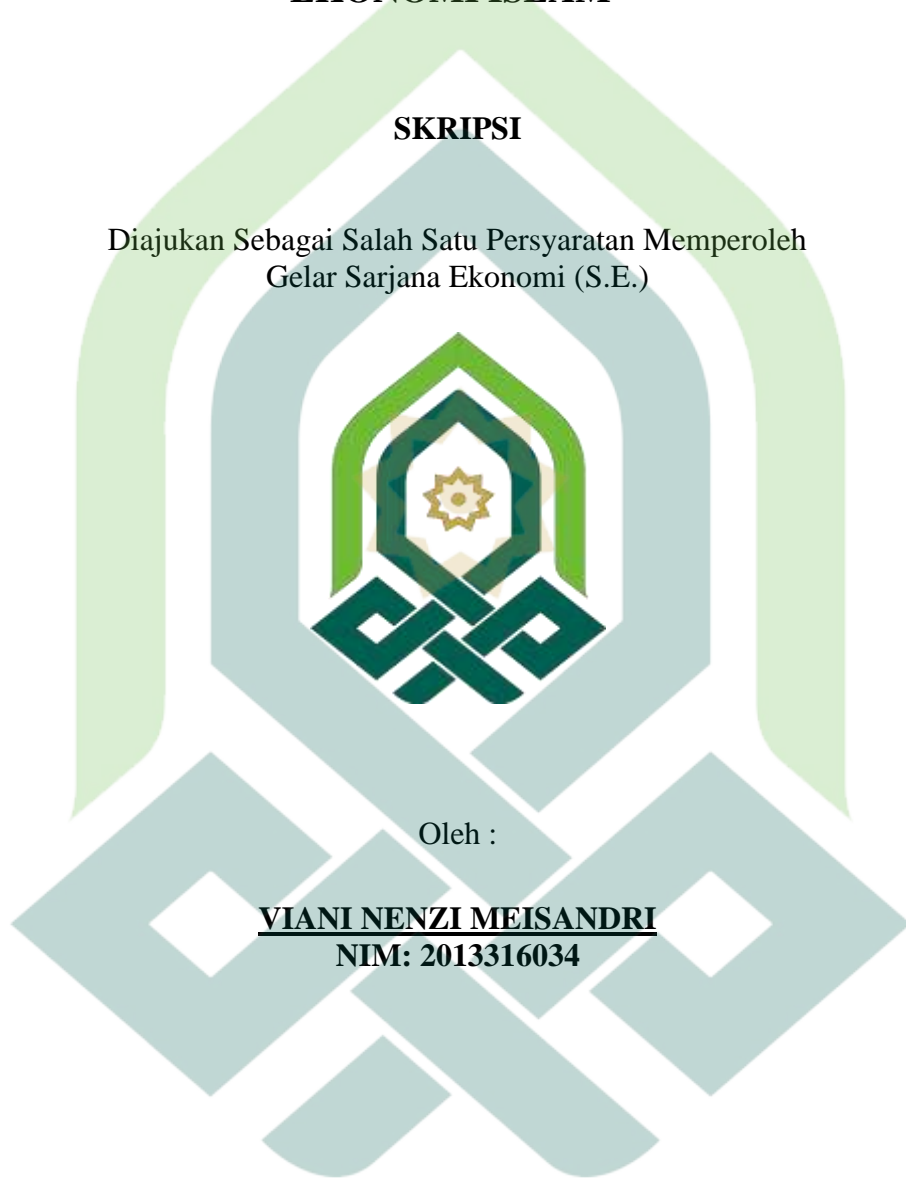 EKONOMI ISLAM
SKRIPSI
Diajukan Sebagai Salah Satu Persyaratan Memperoleh
Gelar Sarjana Ekonomi (S.E.)
Oleh :
VIANI NENZI MEISANDRI
NIM: 2013316034